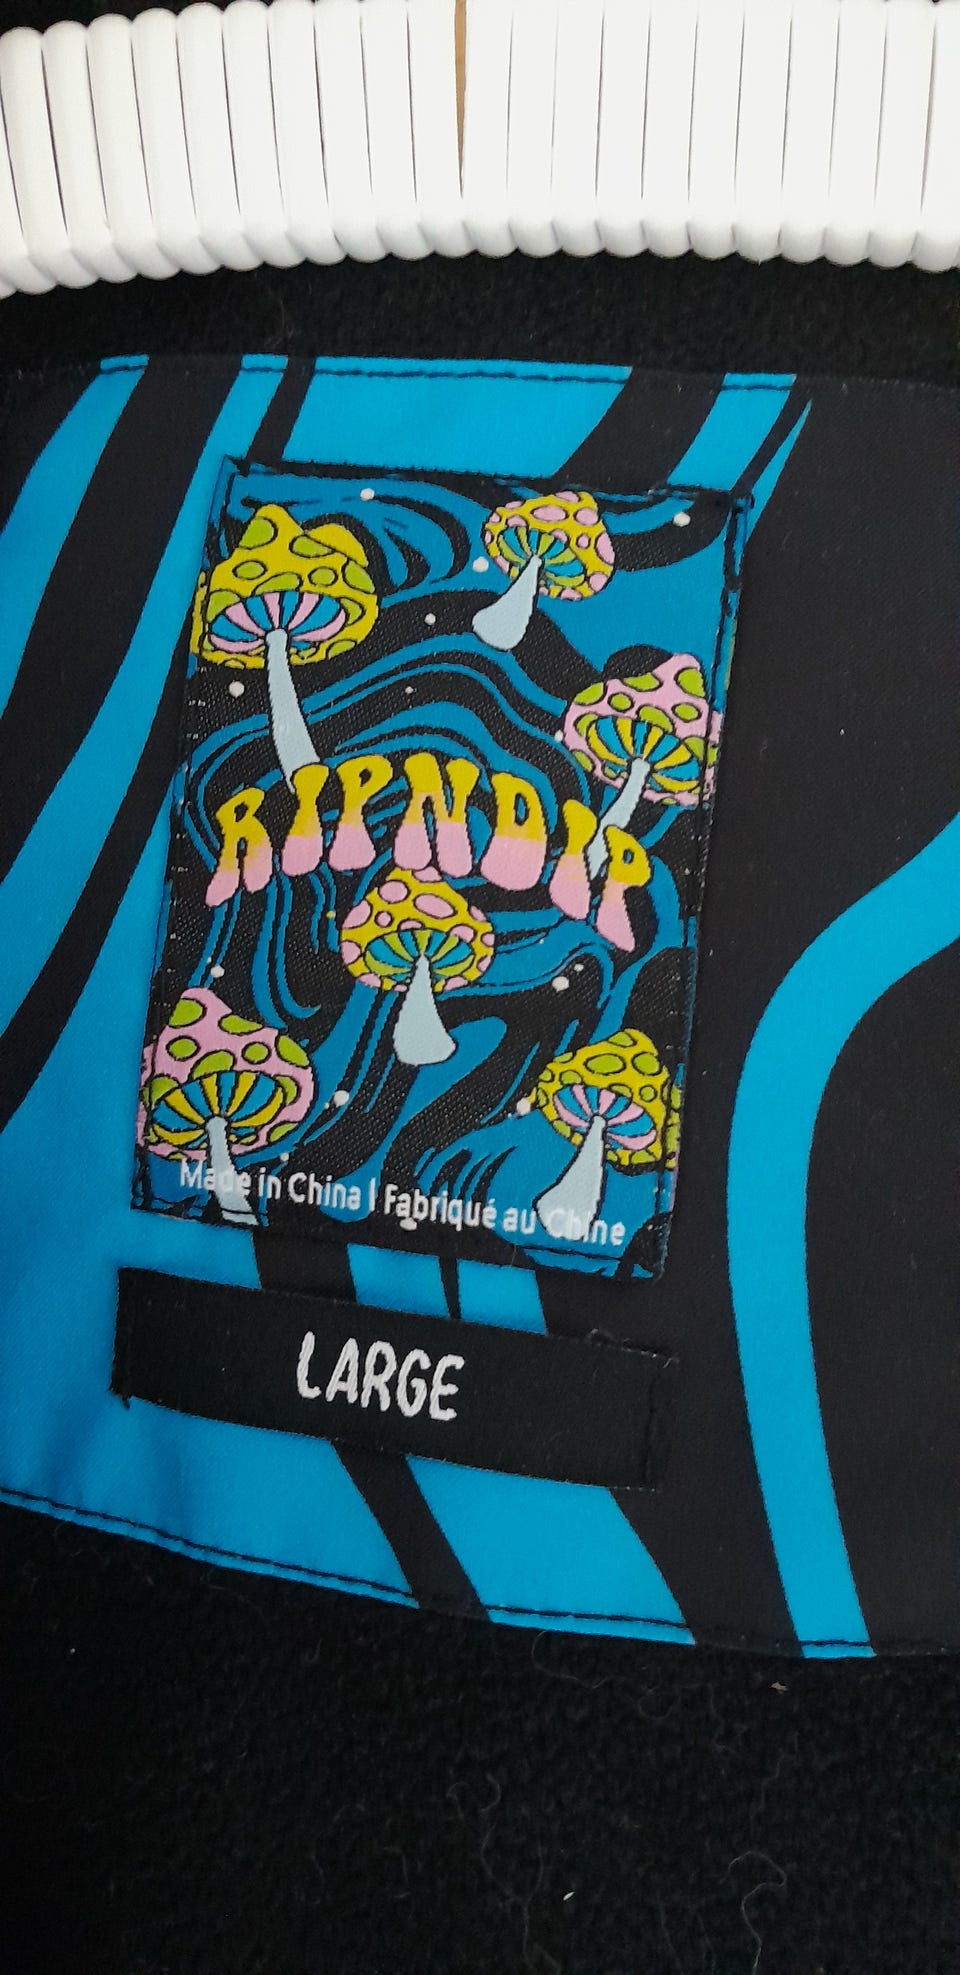 RIPNDIP
Made in China | Fabriqué au Chine
LARGE